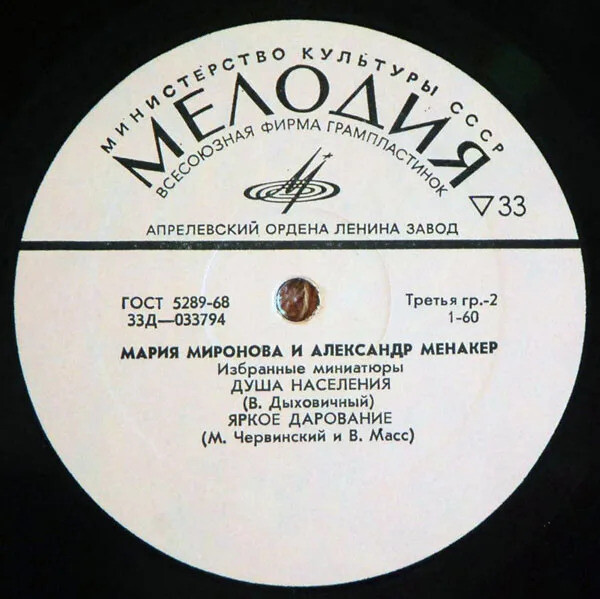 МИНИСТЕРСТВО КУЛЬТУРЫ СССР
МЕЛОДИЯ
ВСЕСОЮЗНАЯ ФИРМА ГРАМПЛАСТИНОК
▽33
АПРЕЛЕВСКИЙ ОРДЕНА ЛЕНИНА ЗАВОД
ГОСТ 5289-68 Третья гр.-2
33Д—033794 1-60
МАРИЯ МИРОНОВА И АЛЕКСАНДР МЕНАКЕР
Избранные миниатюры
ДУША НАСЕЛЕНИЯ
(В. Дыховичный)
ЯРКОЕ ДАРОВАНИЕ
(М. Червинский и В. Масс)